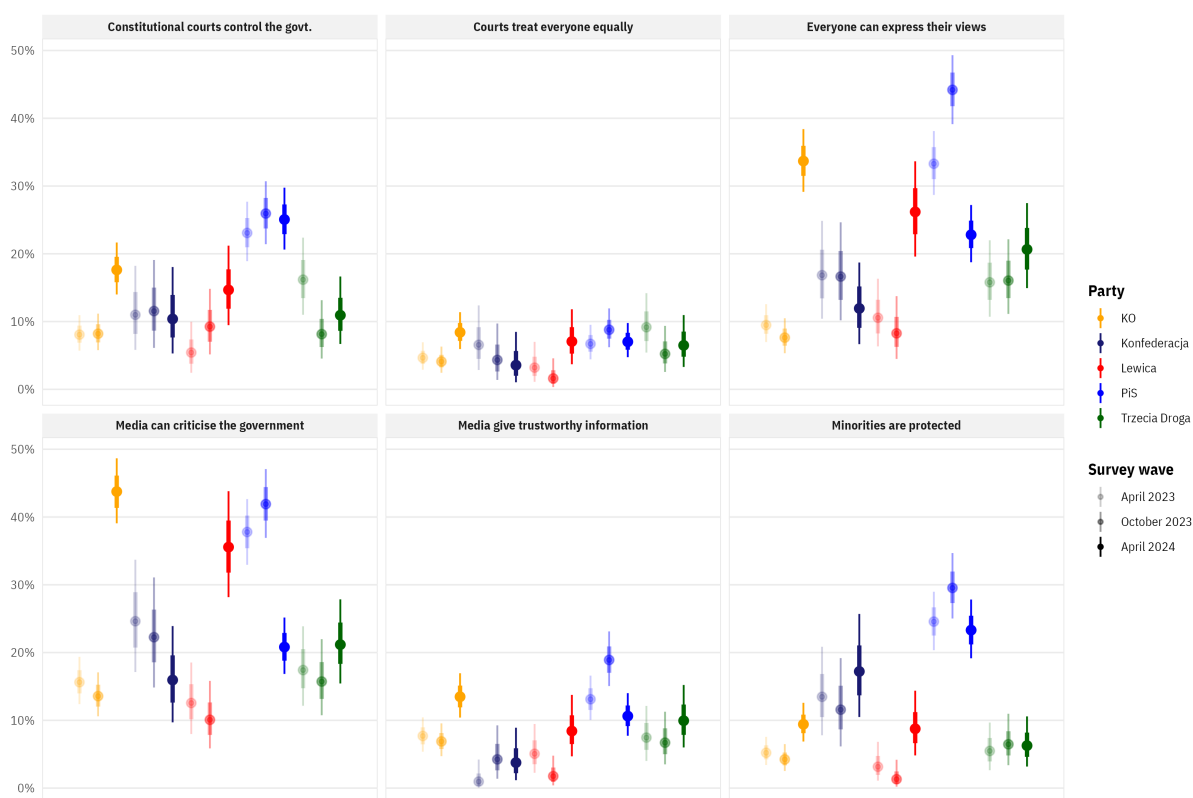 Constitutional courts control the govt.
Courts treat everyone equally
Everyone can express their views
50%
40%
30%
20%
10%
0%
Media can criticise the government
Media give trustworthy information
Minorities are protected
50%
40%
30%
20%
10%
0%
Party
KO
Konfederacja
Lewica
PiS
Trzecia Droga
Survey wave
April 2023
October 2023
April 2024